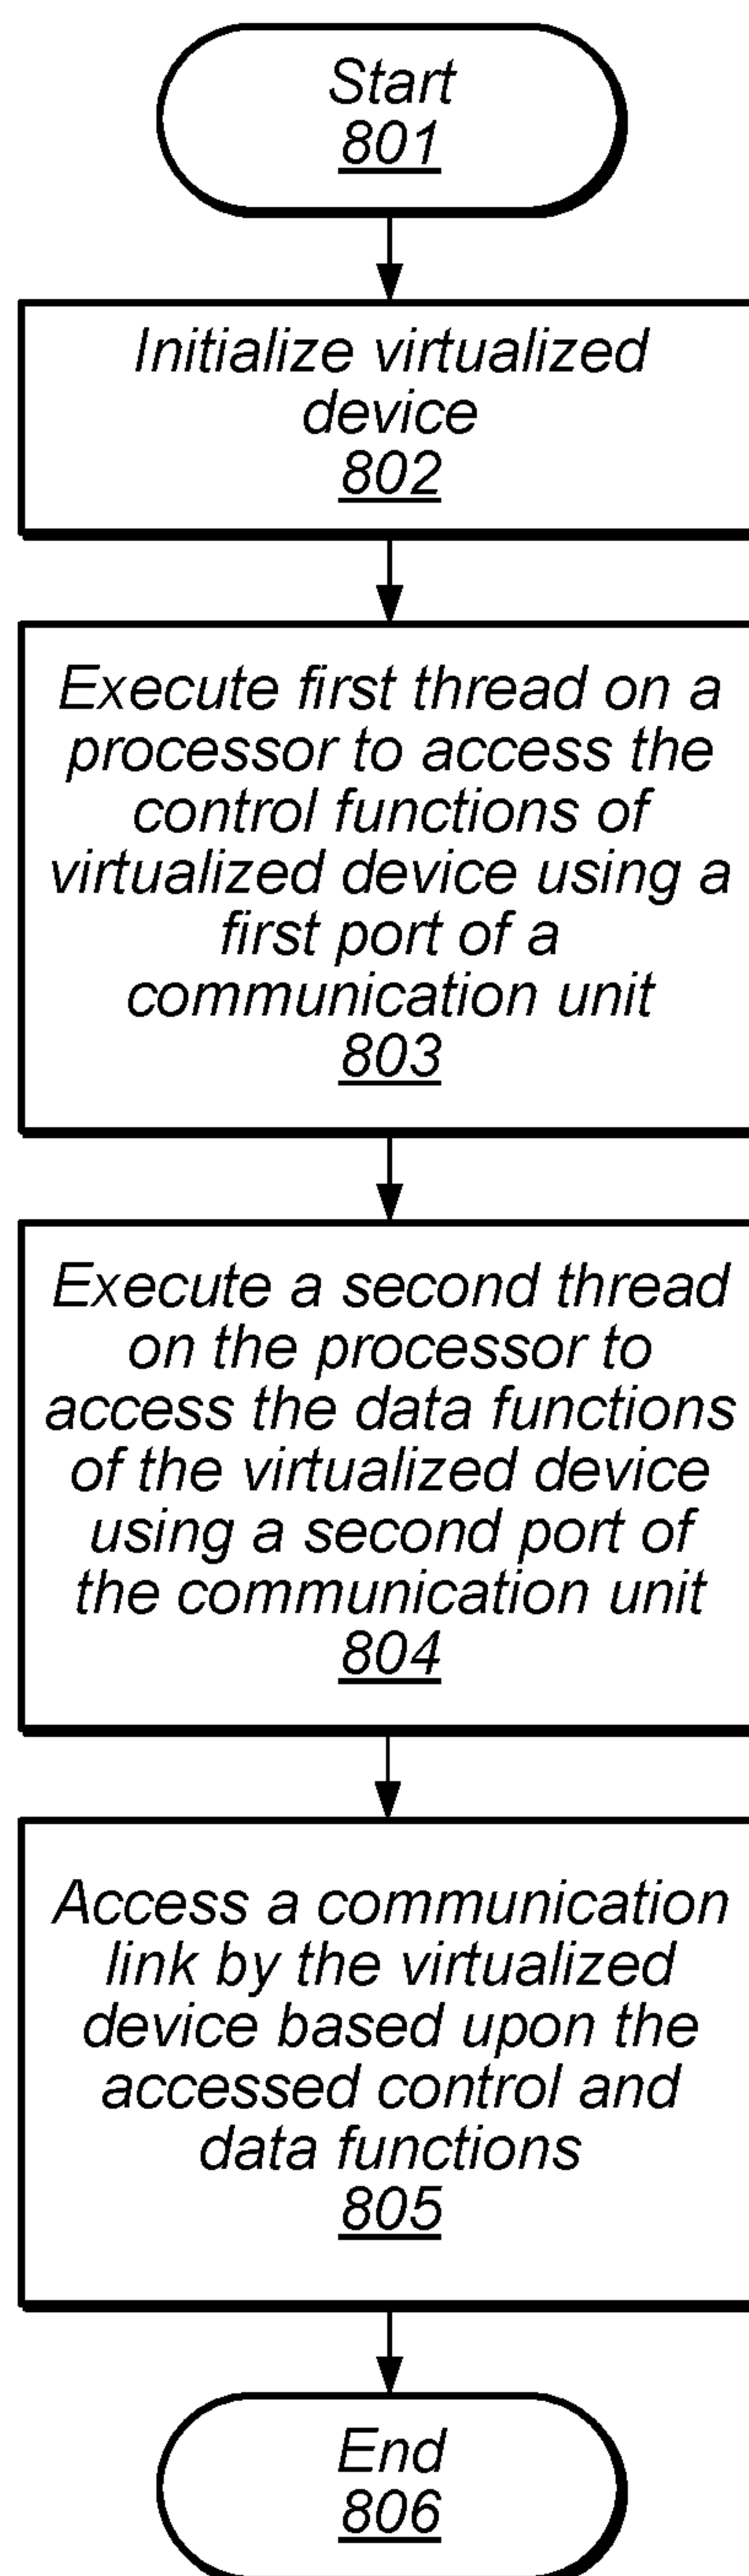 Start
801
Initialize virtualized
device
802
Execute first thread on a
processor to access the
control functions of
virtualized device using a
first port of a
communication unit
803
Execute a second thread
on the processor to
access the data functions
of the virtualized device
using a second port of
the communication unit
804
Access a communication
link by the virtualized
device based upon the
accessed control and
data functions
805
End
806